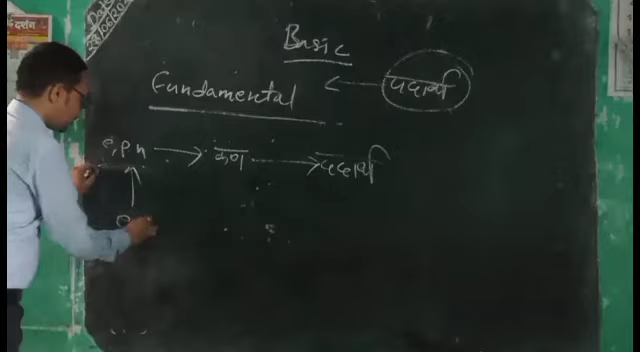 Basic
Fundamental ← पदार्थ
e, p n → कण → पदार्थ